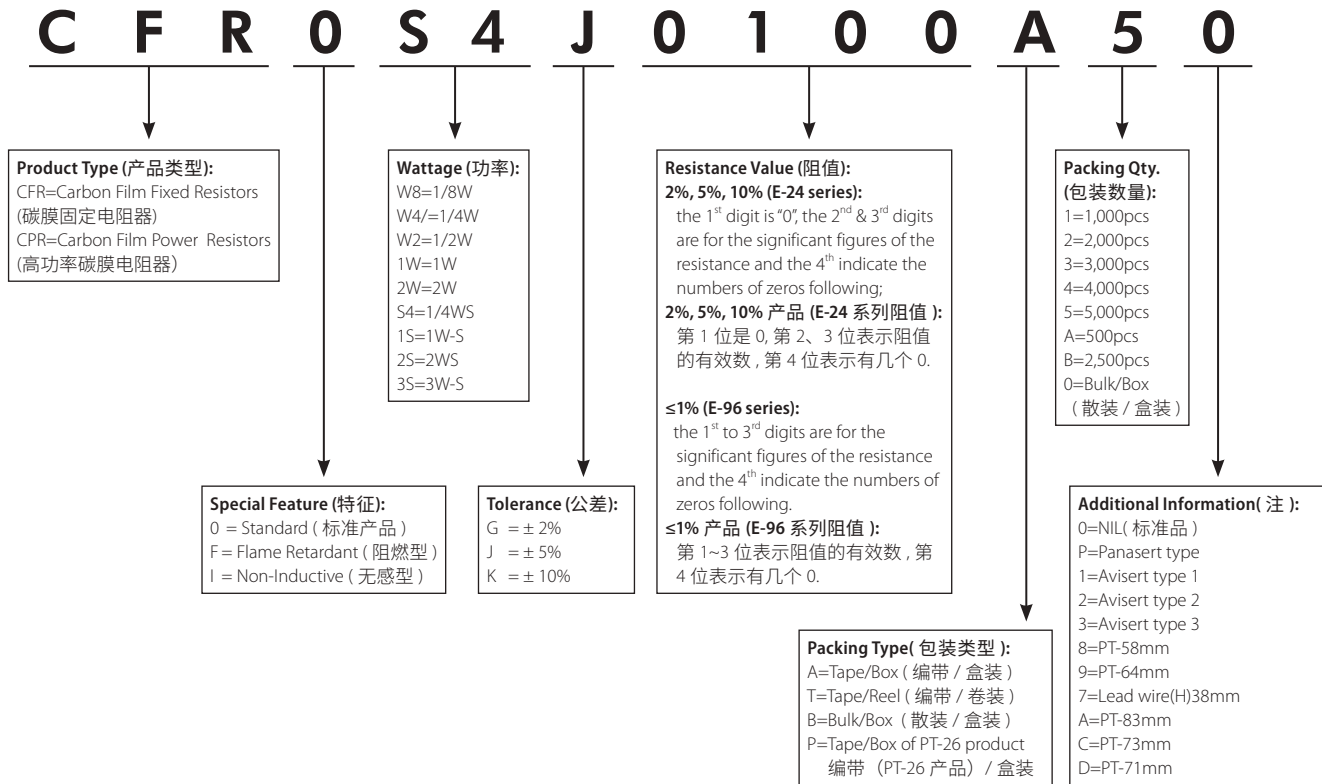 C F R 0 S 4 J 0 1 0 0 A 5 0
Product Type (产品类型):
CFR=Carbon Film Fixed Resistors
(碳膜固定电阻器)
CPR=Carbon Film Power Resistors
(高功率碳膜电阻器）
Wattage (功率):
W8=1/8W
W4/=1/4W
W2=1/2W
1W=1W
2W=2W
S4=1/4WS
1S=1W-S
2S=2WS
3S=3W-S
Resistance Value (阻值):
2%, 5%, 10% (E-24 series):
the 1st digit is "0", the 2nd & 3rd digits
are for the significant figures of the
resistance and the 4th indicate the
numbers of zeros following;
2%, 5%, 10% 产品 (E-24 系列阻值 ):
第 1 位是 0, 第 2、3 位表示阻值
的有效数 , 第 4 位表示有几个 0.
≤1% (E-96 series):
the 1st to 3rd digits are for the
significant figures of the resistance
and the 4th indicate the numbers of
zeros following.
≤1% 产品 (E-96 系列阻值 ):
第 1~3 位表示阻值的有效数 , 第
4 位表示有几个 0.
Packing Qty.
(包装数量):
1=1,000pcs
2=2,000pcs
3=3,000pcs
4=4,000pcs
5=5,000pcs
A=500pcs
B=2,500pcs
0=Bulk/Box
( 散装 / 盒装 )
Special Feature (特征):
0 = Standard ( 标准产品 )
F = Flame Retardant ( 阻燃型 )
I = Non-Inductive ( 无感型 )
Tolerance (公差):
G = ± 2%
J = ± 5%
K = ± 10%
Packing Type( 包装类型 ):
A=Tape/Box ( 编带 / 盒装 )
T=Tape/Reel ( 编带 / 卷装 )
B=Bulk/Box ( 散装 / 盒装 )
P=Tape/Box of PT-26 product
编带（PT-26 产品）/ 盒装
Additional Information( 注 ):
0=NIL( 标准品 )
P=Panasert type
1=Avisert type 1
2=Avisert type 2
3=Avisert type 3
8=PT-58mm
9=PT-64mm
7=Lead wire(H)38mm
A=PT-83mm
C=PT-73mm
D=PT-71mm